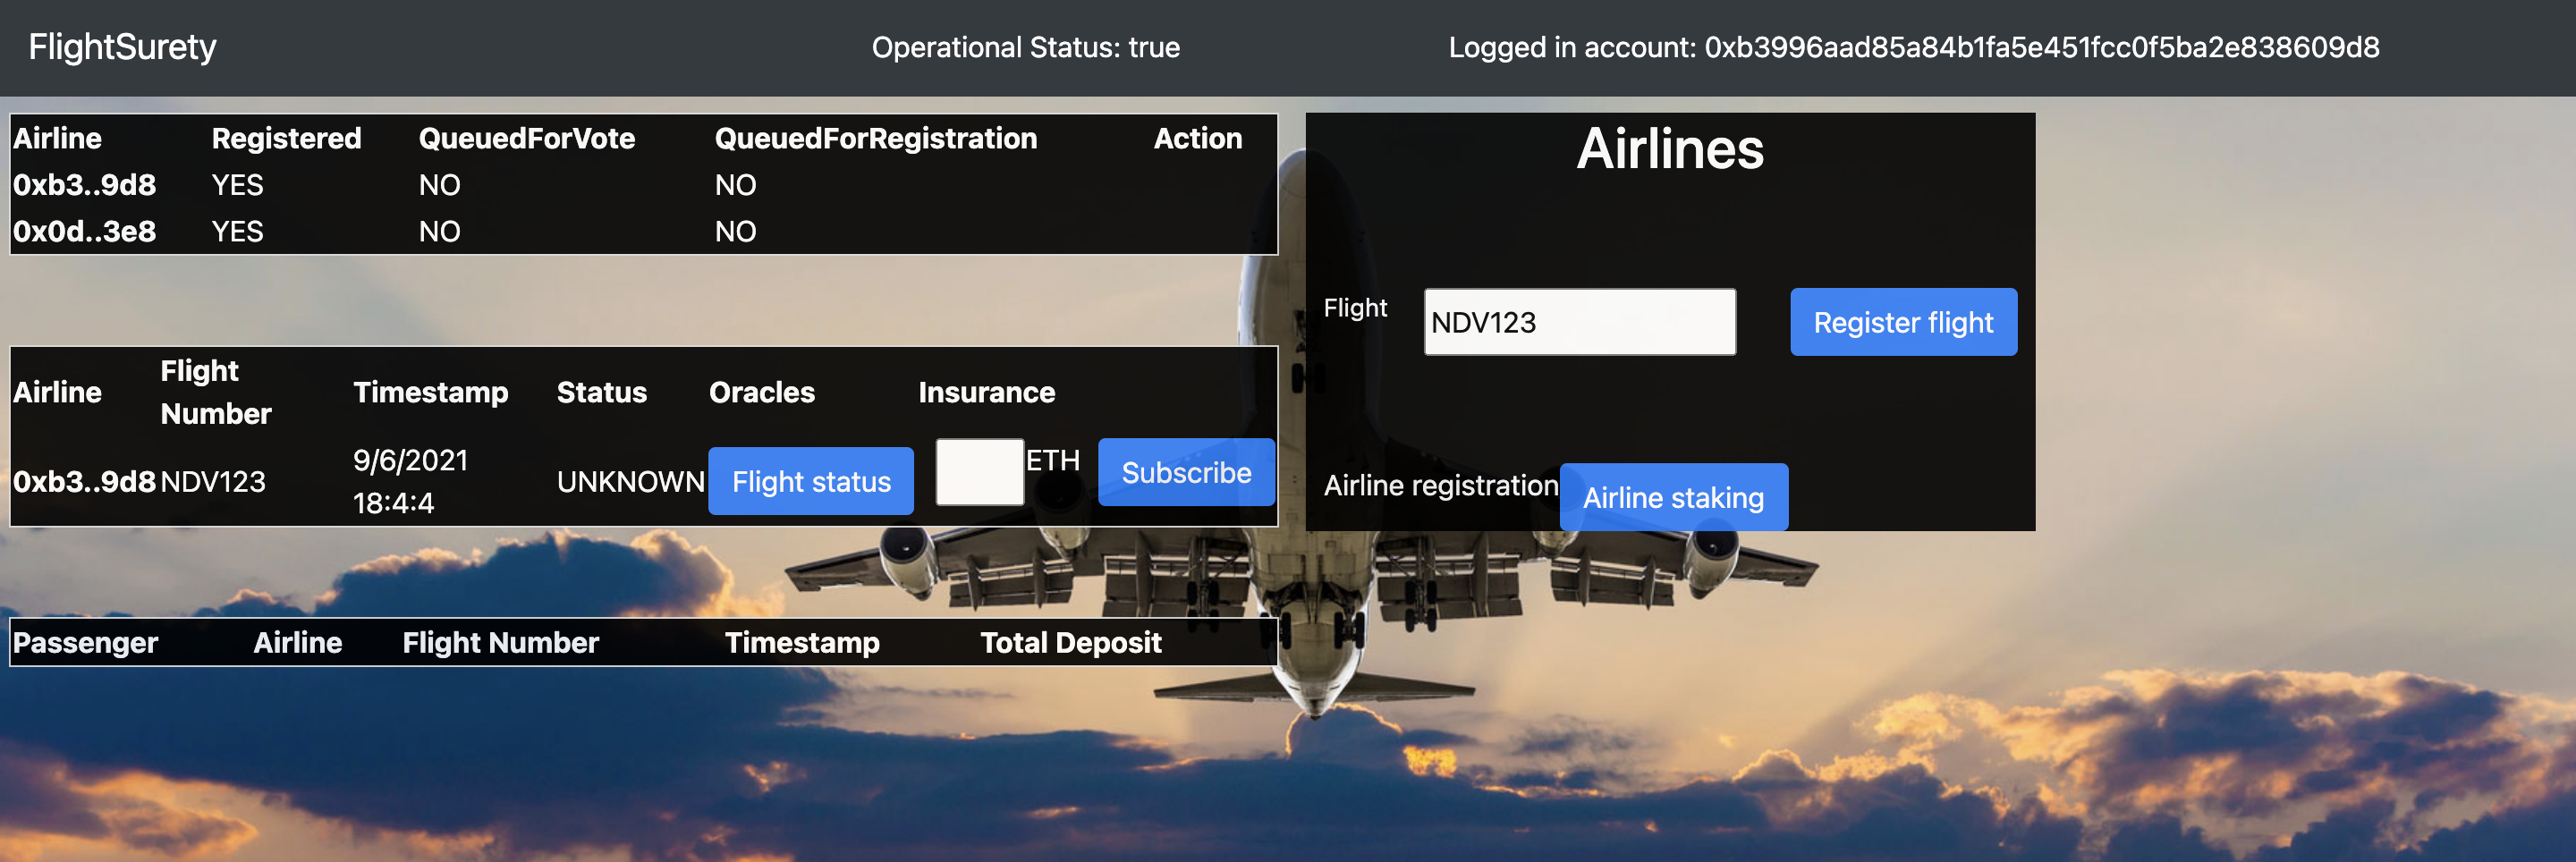 FlightSurety Operational Status: true Logged in account: 0xb3996aad85a84b1fa5e451fcc0f5ba2e838609d8
Airline Registered QueuedForVote QueuedForRegistration Action
0xb3..9d8 YES NO NO
0x0d..3e8 YES NO NO
Airline Flight Number Timestamp Status Oracles Insurance
0xb3..9d8 NDV123 9/6/2021 18:4:4 UNKNOWN Flight status ETH Subscribe
Passenger Airline Flight Number Timestamp Total Deposit
Airlines
Flight NDV123 Register flight
Airline registration Airline staking